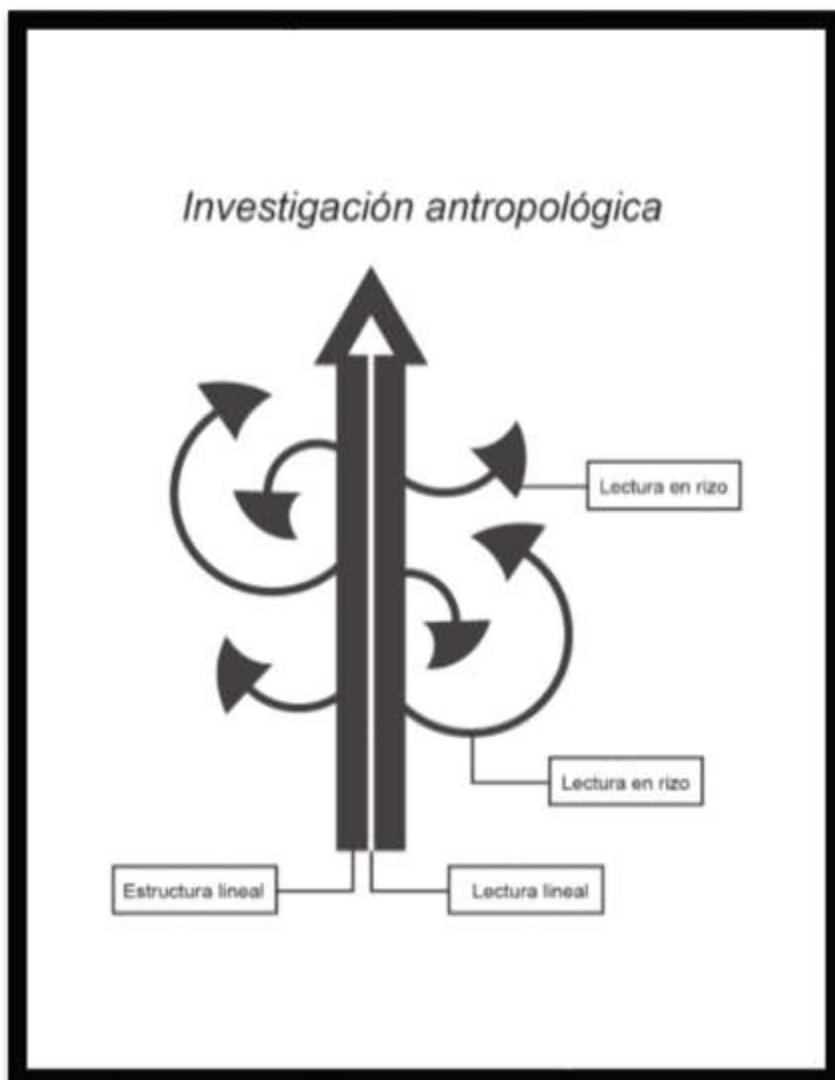 Investigación antropológica
Lectura en rizo
Lectura en rizo
Estructura lineal
Lectura lineal